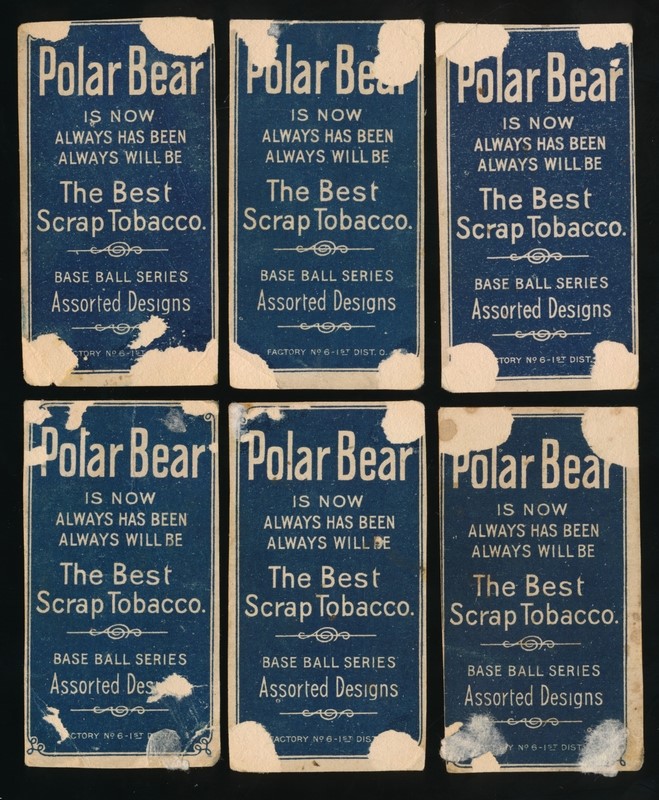 Polar Bear
IS NOW
ALWAYS HAS BEEN
ALWAYS WILL BE
The Best
Scrap Tobacco.
BASE BALL SERIES
Assorted Designs
TORY No 6-1ST
Polar Bear
IS NOW
ALWAYS HAS BEEN
ALWAYS WILL BE
The Best
Scrap Tobacco.
BASE BALL SERIES
Assorted Designs
FACTORY No 6-1ST DIST. O.
Polar Bear
IS NOW
ALWAYS HAS BEEN
ALWAYS WILL BE
The Best
Scrap Tobacco.
BASE BALL SERIES
Assorted Designs
CTORY No 6-1ST DIST.
Polar Bear
IS NOW
ALWAYS HAS BEEN
ALWAYS WILL BE
The Best
Scrap Tobacco.
BASE BALL SERIES
Assorted Des
CTORY No 6-1ST D
Polar Bear
IS NOW
ALWAYS HAS BEEN
ALWAYS WILL BE
The Best
Scrap Tobacco.
BASE BALL SERIES
Assorted Designs
ACTORY No 6-1ST DIST
Polar Bear
IS NOW
ALWAYS HAS BEEN
ALWAYS WILL BE
The Best
Scrap Tobacco.
BASE BALL SERIES
Assorted Designs
No 6-1ST DIST